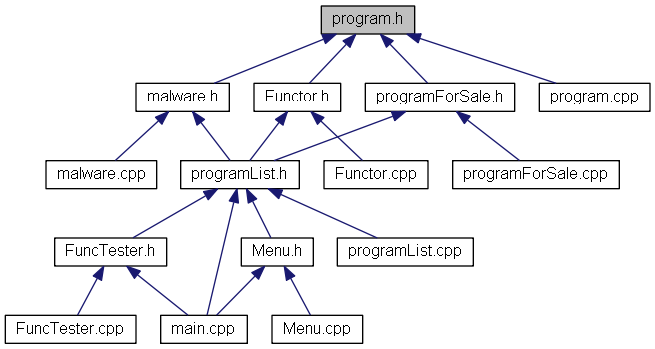 program.h
malware.h
Functor.h
programForSale.h
program.cpp
malware.cpp
programList.h
Functor.cpp
programForSale.cpp
FuncTester.h
Menu.h
programList.cpp
FuncTester.cpp
main.cpp
Menu.cpp